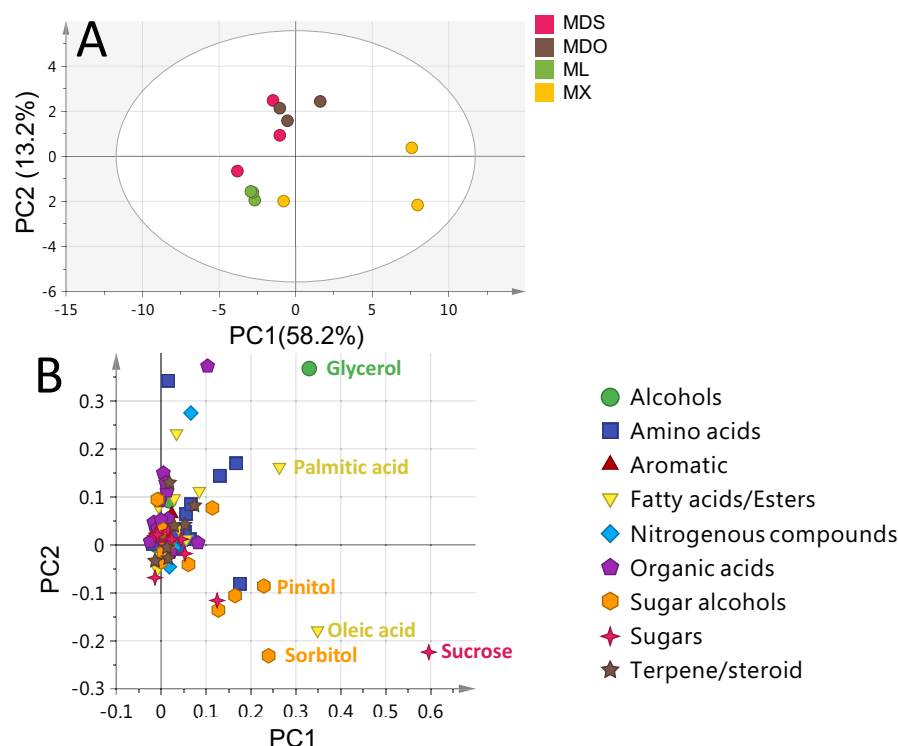 A
MDS
MDO
ML
MX
PC2 (13.2%)
4
2
0
2
-4
-6
-15
-10
-5
0
5
10
PC1(58.2%)
B
Glycerol
Palmitic acid
Pinitol
Oleic acid
Sorbitol
Sucrose
PC2
0.3
0.2
0.1
0
-0.1
-0.2
-0.3
-0.1
0
0.1
0.2
0.3
0.4
0.5
0.6
PC1
Alcohols
Amino acids
Aromatic
Fatty acids/Esters
Nitrogenous compounds
Organic acids
Sugar alcohols
Sugars
Terpene/steroid